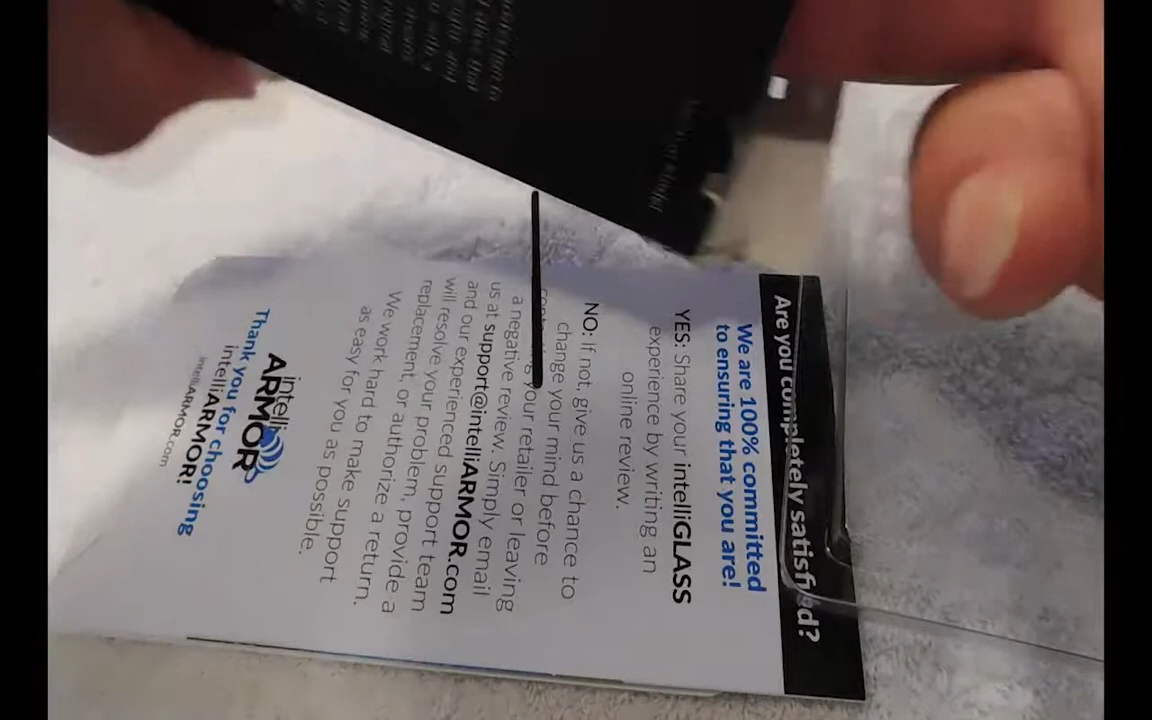 Are you completely satisfied?
We are 100% committed
to ensuring that you are!
YES: Share your intelliGLASS
experience by writing an
online review.
NO: If not, give us a chance to
change your mind before
your retailer or leaving
a negative review. Simply email
us at support@intelliARMOR.com
and our experienced support team
will resolve your problem, provide a
replacement, or authorize a return.
We work hard to make support
as easy for you as possible.
intelli
ARMOR
Thank you for choosing
intelliARMOR!
intelliARMOR.com